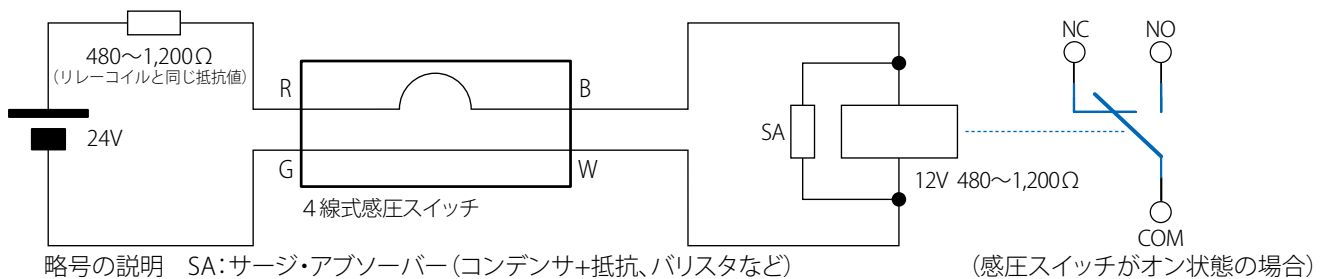 480〜1,200Ω
（リレーコイルと同じ抵抗値）
24V
R
B
G
W
4線式感圧スイッチ
SA
12V 480〜1,200Ω
NC
NO
COM
略号の説明　SA：サージ・アブソーバー（コンデンサ+抵抗、バリスタなど）
（感圧スイッチがオン状態の場合）